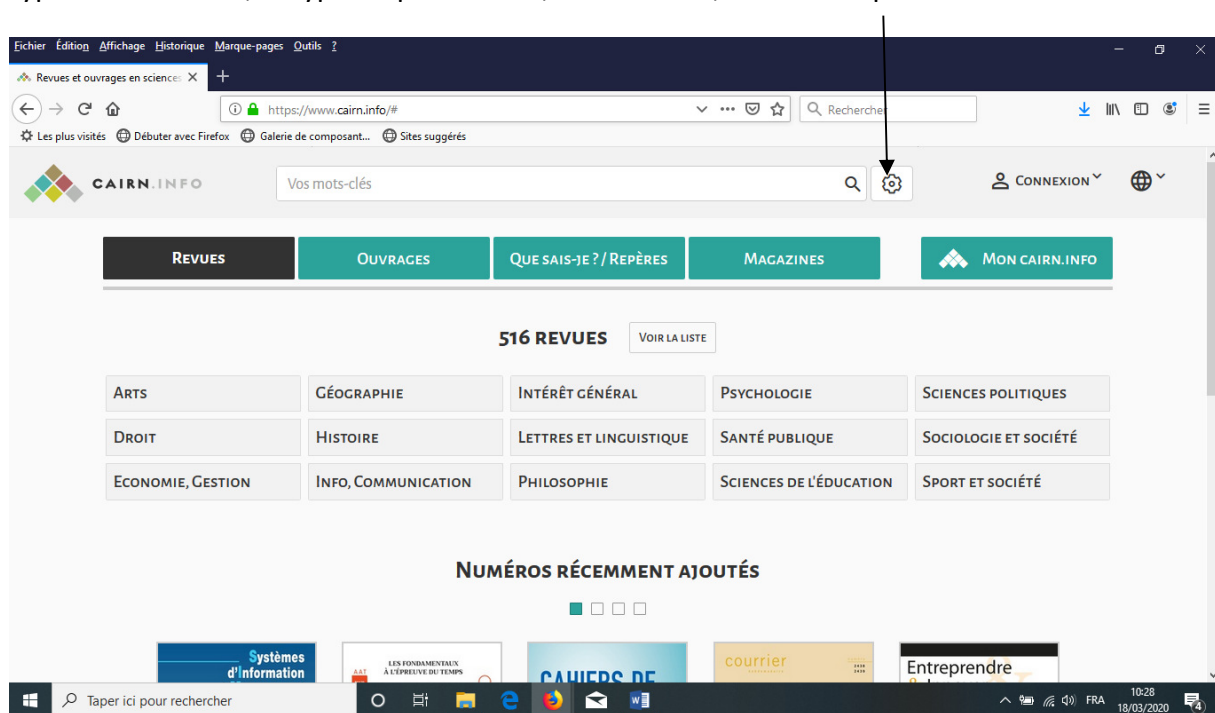 Fichier Édition Affichage Historique Marque-pages Outils ?
Revues et ouvrages en sciences
https://www.cairn.info/#
Rechercher
Les plus visités Débuter avec Firefox Galerie de composant... Sites suggérés
CAIRN.INFO
Vos mots-clés
CONNEXION
REVUES OUVRAGES QUE SAIS-JE ? / REPÈRES MAGAZINES MON CAIRN.INFO
516 REVUES VOIR LA LISTE
ARTS GÉOGRAPHIE INTÉRÊT GÉNÉRAL PSYCHOLOGIE SCIENCES POLITIQUES
DROIT HISTOIRE LETTRES ET LINGUISTIQUE SANTÉ PUBLIQUE SOCIOLOGIE ET SOCIÉTÉ
ECONOMIE, GESTION INFO, COMMUNICATION PHILOSOPHIE SCIENCES DE L'ÉDUCATION SPORT ET SOCIÉTÉ
NUMÉROS RÉCEMMENT AJOUTÉS
Systèmes
d'Information
AAT
LES FONDAMENTAUX
À L'ÉPREUVE DU TEMPS
CAHIERS DE
courrier
Entreprendre
Taper ici pour rechercher
FRA
10:28
18/03/2020
4